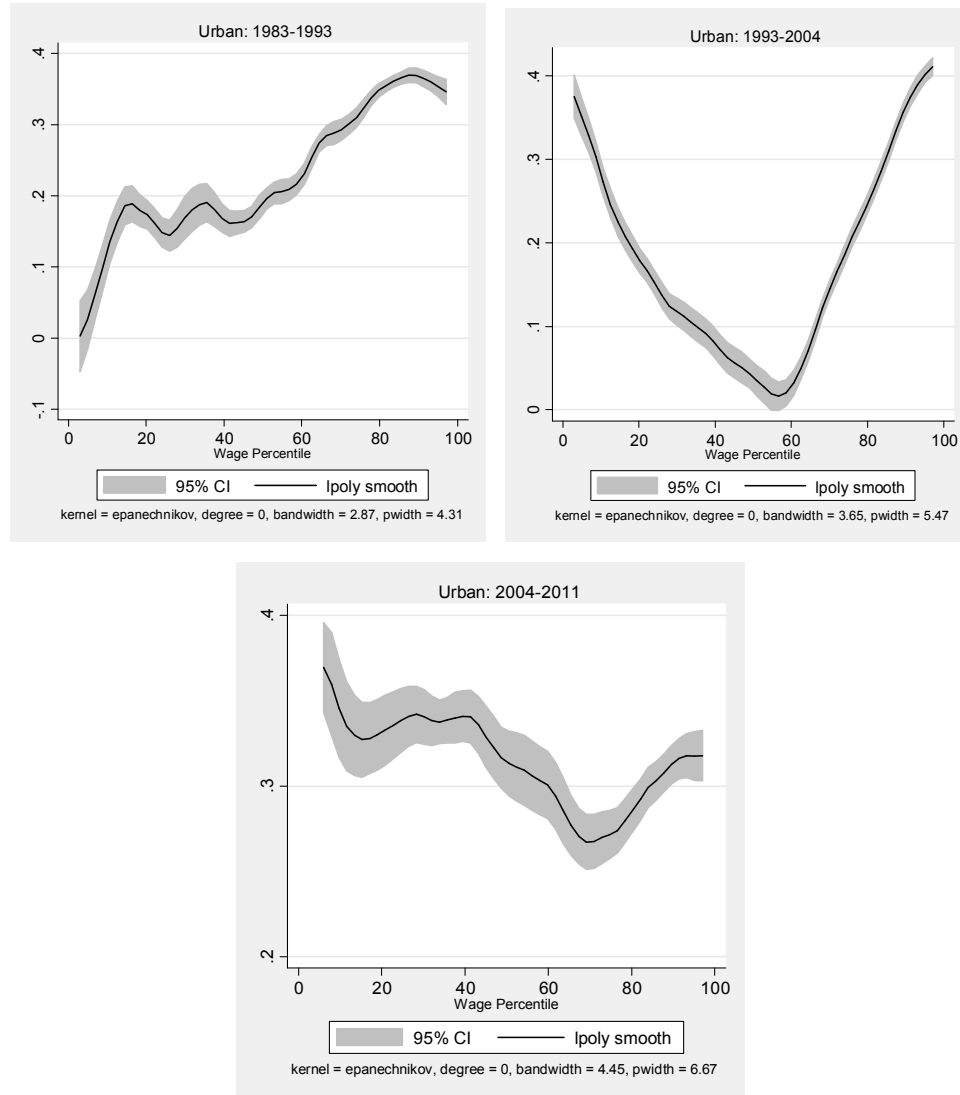 Urban: 1983-1993
.4
.3
.2
.1
0
-.1
0 20 40 60 80 100
Wage Percentile
95% CI lpoly smooth
kernel = epanechnikov, degree = 0, bandwidth = 2.87, pwidth = 4.31
Urban: 1993-2004
.4
.3
.2
.1
0
0 20 40 60 80 100
Wage Percentile
95% CI lpoly smooth
kernel = epanechnikov, degree = 0, bandwidth = 3.65, pwidth = 5.47
Urban: 2004-2011
.4
.3
.2
0 20 40 60 80 100
Wage Percentile
95% CI lpoly smooth
kernel = epanechnikov, degree = 0, bandwidth = 4.45, pwidth = 6.67